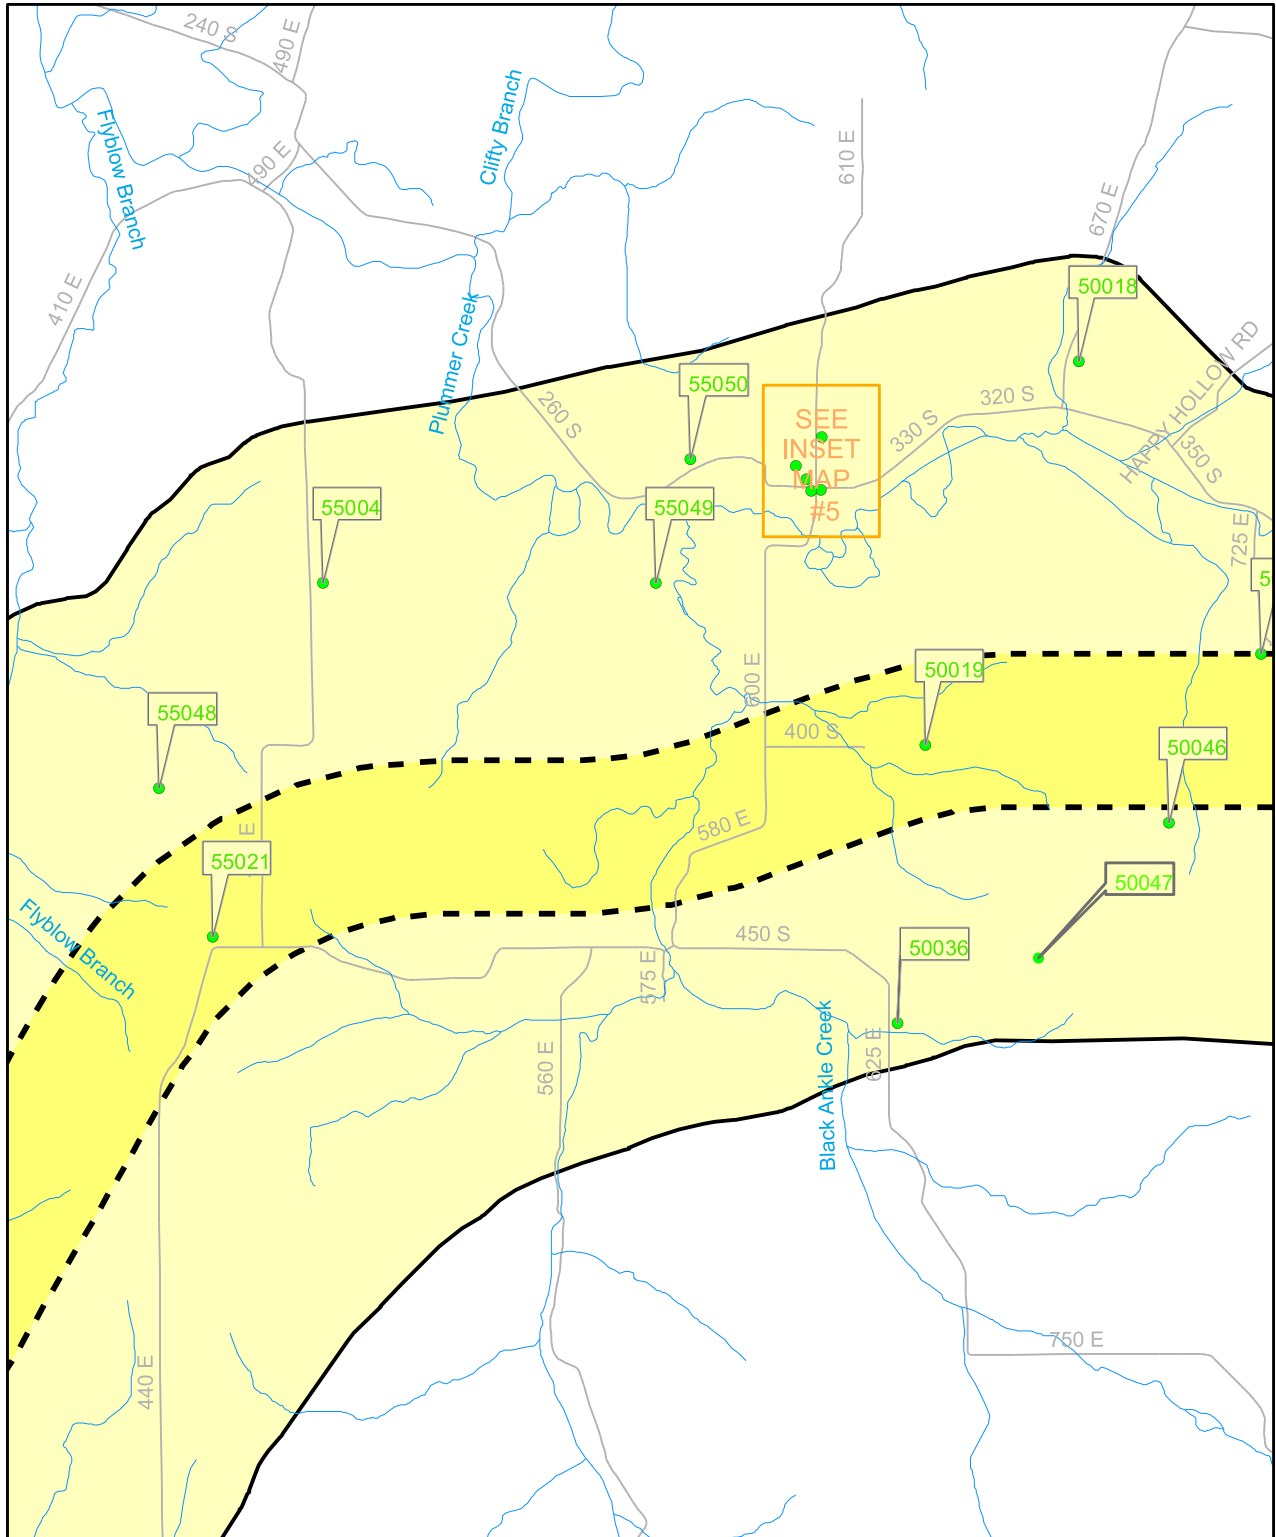 240 S
490 E
Clifty Branch
Flyblow Branch
610 E
490 E
670 E
410 E
50018
Plummer Creek
HAPPY HOLLOW RD
55050
260 S
320 S
SEE
INSET
MAP
#5
330 S
350 S
55004
55049
725 E
5
50019
600 E
55048
400 S
50046
580 E
E
55021
50047
Flyblow Branch
450 S
50036
575 E
560 E
625 E
Black Ankle Creek
750 E
440 E